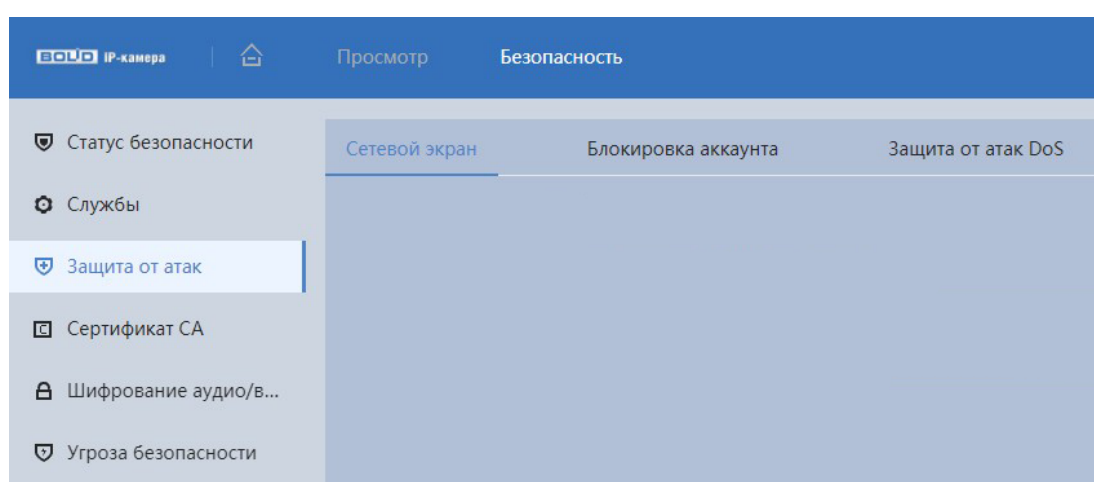 BOLID IP-камера Просмотр Безопасность
Статус безопасности
Сетевой экран Блокировка аккаунта Защита от атак DoS
Службы
Защита от атак
Сертификат CA
Шифрование аудио/в...
Угроза безопасности